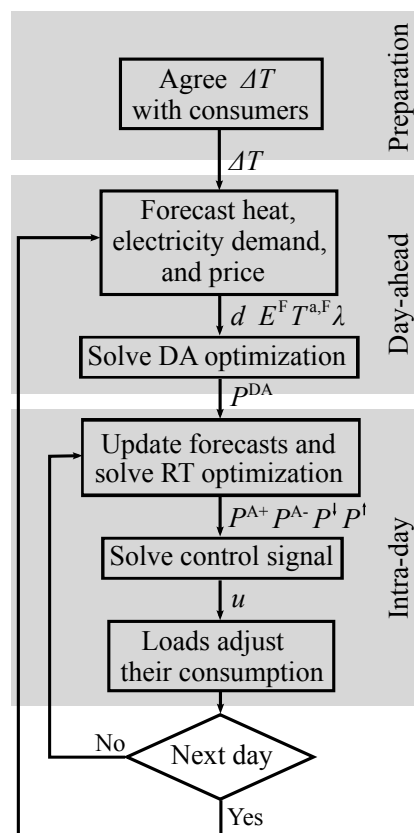 Preparation
Agree ΔT
with consumers
ΔT
Day-ahead
Forecast heat,
electricity demand,
and price
d E^F T^a,F λ
Solve DA optimization
P^DA
Intra-day
Update forecasts and
solve RT optimization
P^A+ P^A- P^↓ P^↑
Solve control signal
u
Loads adjust
their consumption
No
Next day
Yes